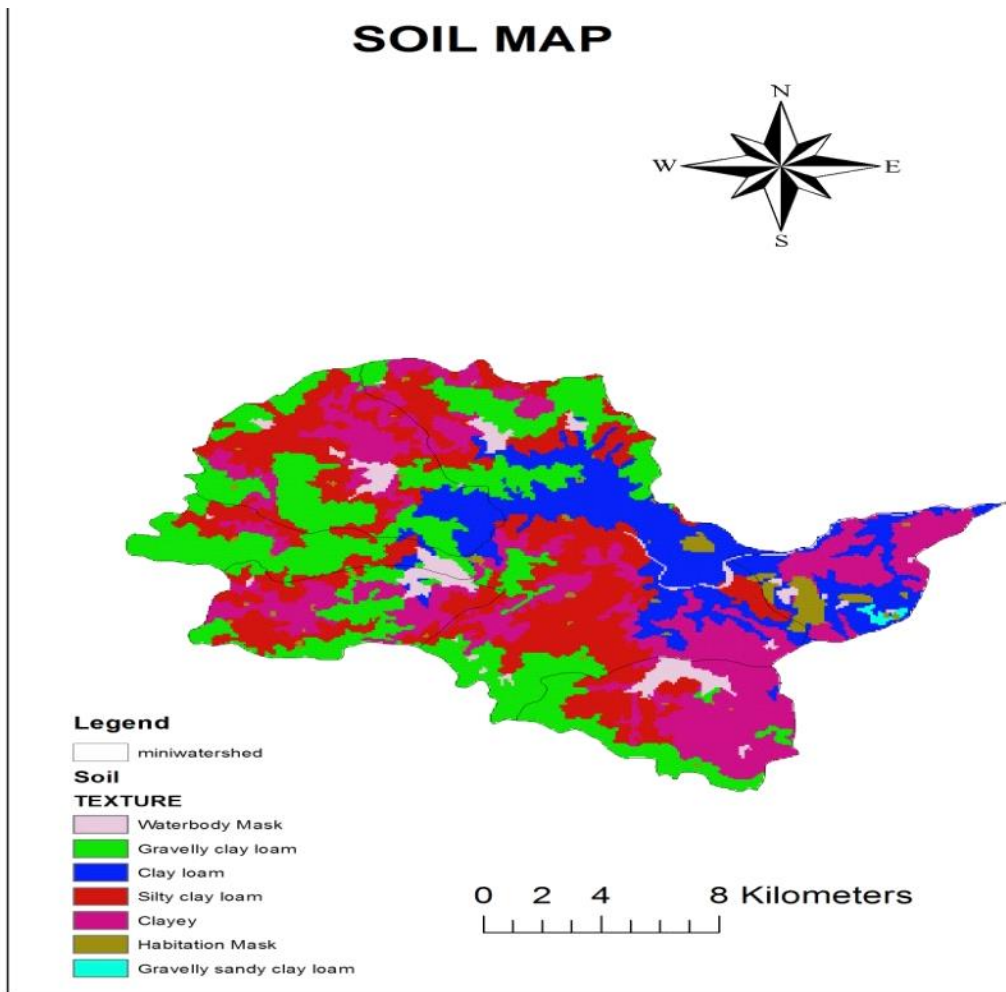 SOIL MAP
N
W E
S
Legend
miniwatershed
Soil
TEXTURE
Waterbody Mask
Gravelly clay loam
Clay loam
Silty clay loam
Clayey
Habitation Mask
Gravelly sandy clay loam
0 2 4 8 Kilometers